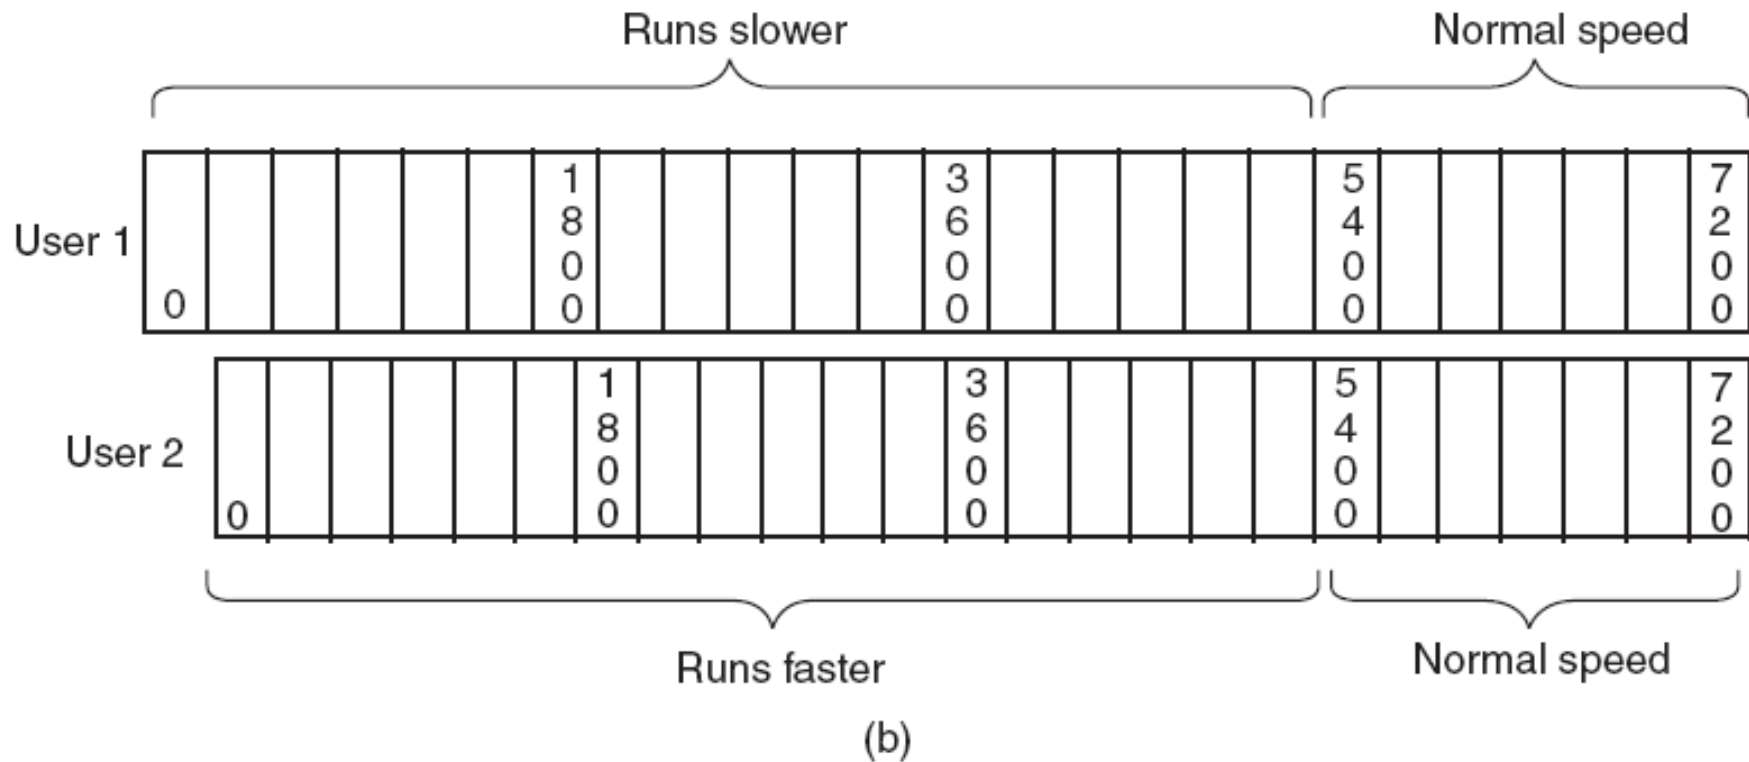 Runs slower Normal speed
User 1 0 1800 3600 5400 7200
User 2 0 1800 3600 5400 7200
Runs faster Normal speed
(b)